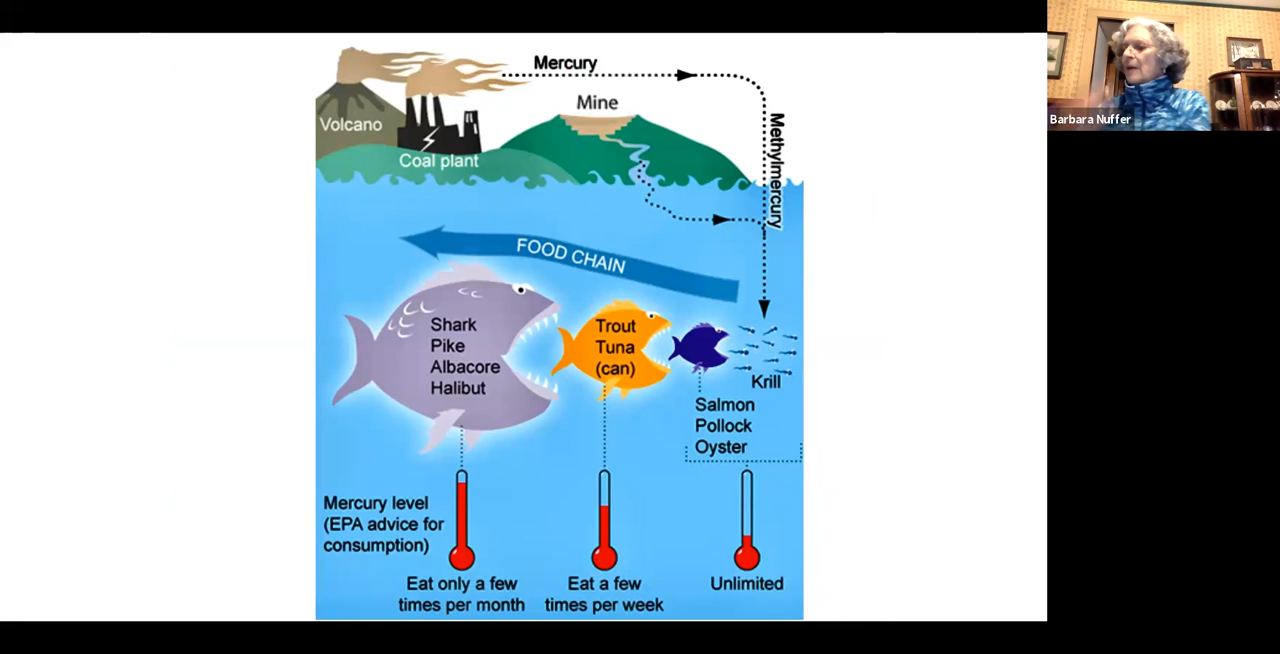 Mercury
Mine
Volcano
Coal plant
Methylmercury
FOOD CHAIN
Shark
Pike
Albacore
Halibut
Trout
Tuna
(can)
Krill
Salmon
Pollock
Oyster
Mercury level
(EPA advice for
consumption)
Eat only a few
times per month
Eat a few
times per week
Unlimited
Barbara Nuffer